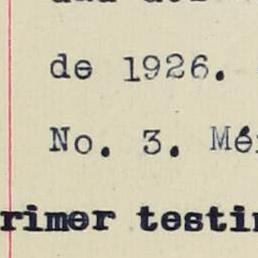 de 1926.
No. 3. Mé
rimer testi